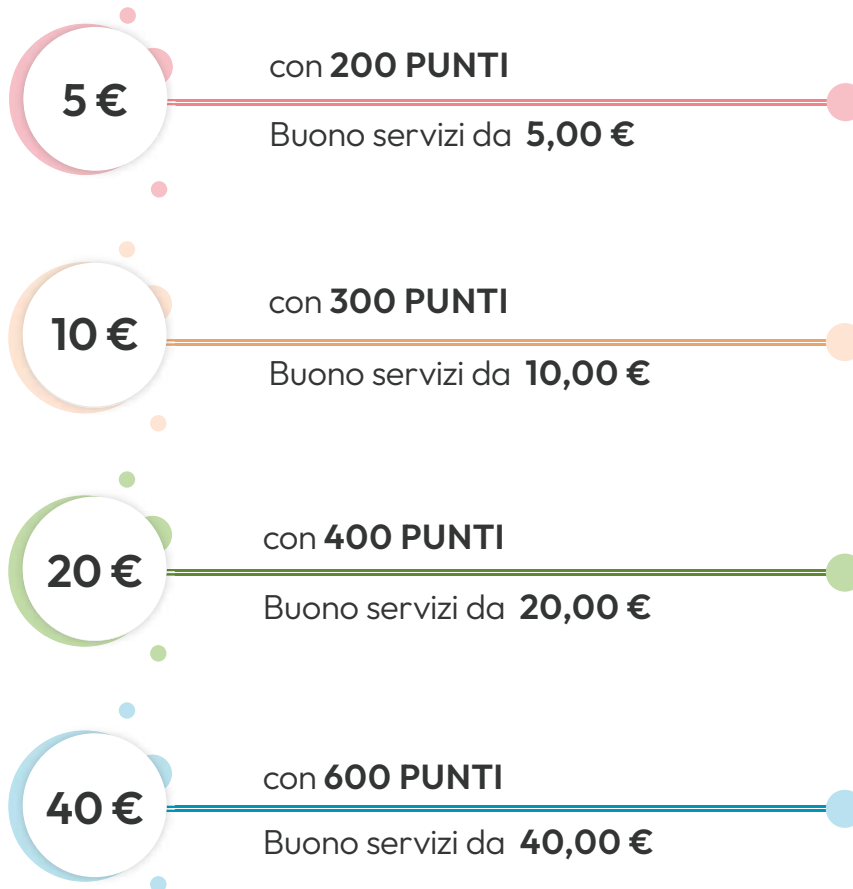 5 €
con 200 PUNTI
Buono servizi da 5,00 €
10 €
con 300 PUNTI
Buono servizi da 10,00 €
20 €
con 400 PUNTI
Buono servizi da 20,00 €
40 €
con 600 PUNTI
Buono servizi da 40,00 €